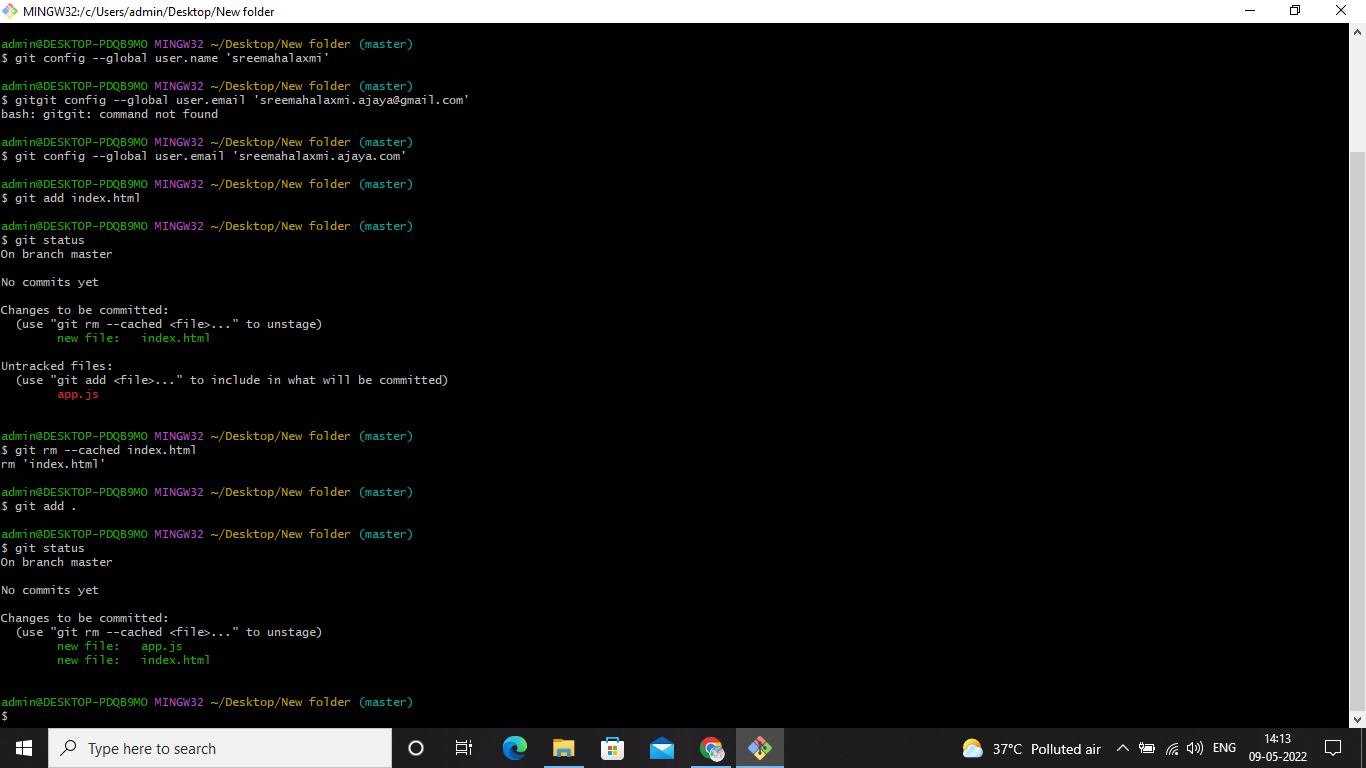 MINGW32:/c/Users/admin/Desktop/New folder
admin@DESKTOP-PDQB9MO MINGW32 ~/Desktop/New folder (master)
$ git config --global user.name 'sreemahalaxmi'
admin@DESKTOP-PDQB9MO MINGW32 ~/Desktop/New folder (master)
$ gitgit config --global user.email 'sreemahalaxmi.ajaya@gmail.com'
bash: gitgit: command not found
admin@DESKTOP-PDQB9MO MINGW32 ~/Desktop/New folder (master)
$ git config --global user.email 'sreemahalaxmi.ajaya.com'
admin@DESKTOP-PDQB9MO MINGW32 ~/Desktop/New folder (master)
$ git add index.html
admin@DESKTOP-PDQB9MO MINGW32 ~/Desktop/New folder (master)
$ git status
On branch master
No commits yet
Changes to be committed:
  (use "git rm --cached <file>..." to unstage)
        new file:   index.html
Untracked files:
  (use "git add <file>..." to include in what will be committed)
        app.js
admin@DESKTOP-PDQB9MO MINGW32 ~/Desktop/New folder (master)
$ git rm --cached index.html
rm 'index.html'
admin@DESKTOP-PDQB9MO MINGW32 ~/Desktop/New folder (master)
$ git add .
admin@DESKTOP-PDQB9MO MINGW32 ~/Desktop/New folder (master)
$ git status
On branch master
No commits yet
Changes to be committed:
  (use "git rm --cached <file>..." to unstage)
        new file:   app.js
        new file:   index.html
admin@DESKTOP-PDQB9MO MINGW32 ~/Desktop/New folder (master)
$
Type here to search
37°C Polluted air
ENG
14:13
09-05-2022